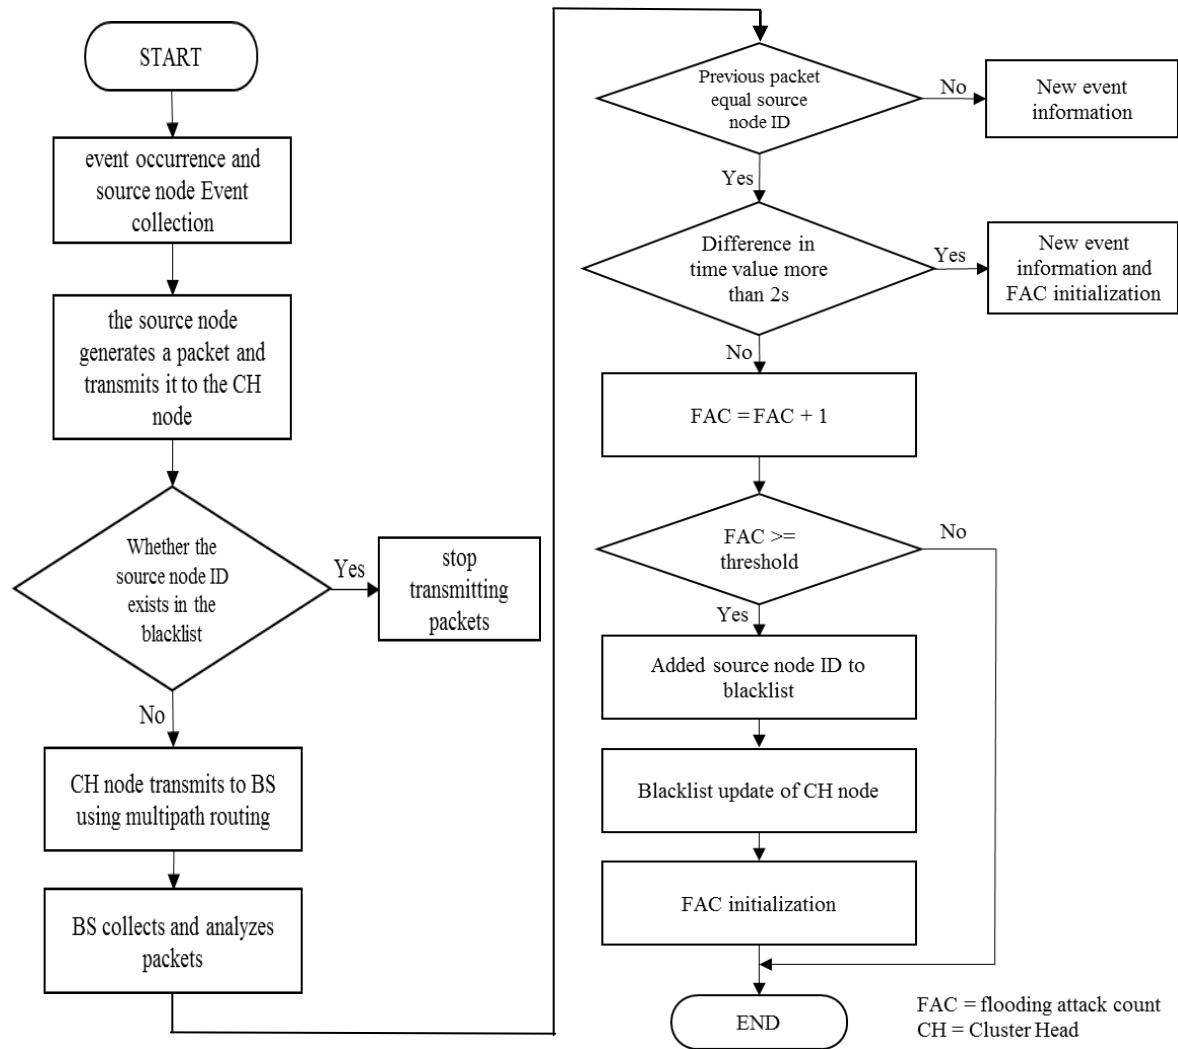 START
event occurrence and
source node Event
collection
the source node
generates a packet and
transmits it to the CH
node
Whether the
source node ID
exists in the
blacklist
Yes
stop
transmitting
packets
No
CH node transmits to BS
using multipath routing
BS collects and analyzes
packets
Previous packet
equal source
node ID
No
New event
information
Yes
Difference in
time value more
than 2s
Yes
New event
information and
FAC initialization
No
FAC = FAC + 1
FAC >=
threshold
No
Yes
Added source node ID to
blacklist
Blacklist update of CH node
FAC initialization
END
FAC = flooding attack count
CH = Cluster Head